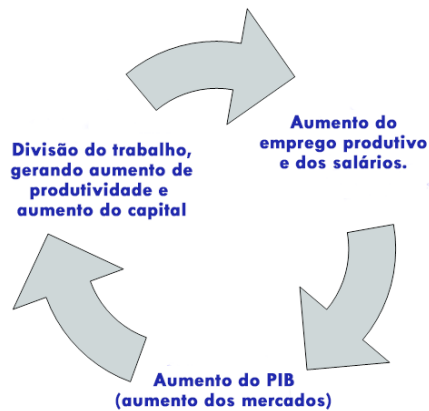 Divisão do trabalho,
gerando aumento de
produtividade e
aumento do capital
Aumento do
emprego produtivo
e dos salários.
Aumento do PIB
(aumento dos mercados)